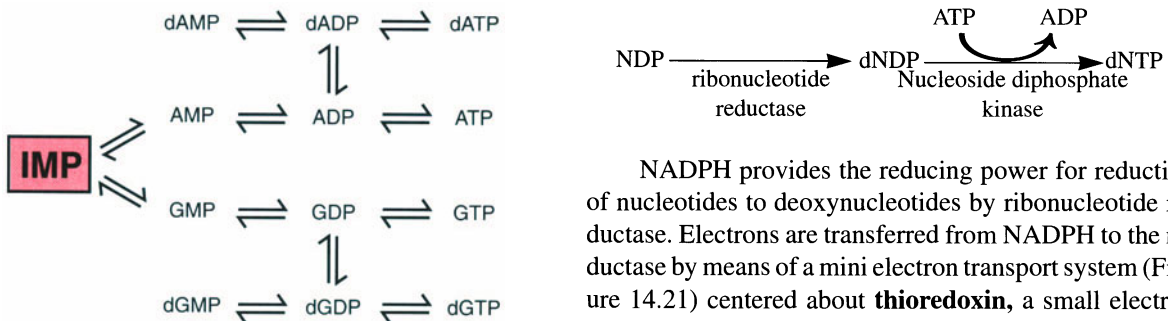 dAMP dADP dATP
AMP ADP ATP
IMP
GMP GDP GTP
dGMP dGDP dGTP
ATP ADP
NDP dNDP dNTP
ribonucleotide Nucleoside diphosphate
reductase kinase
NADPH provides the reducing power for reducti
of nucleotides to deoxynucleotides by ribonucleotide
ductase. Electrons are transferred from NADPH to the
ductase by means of a mini electron transport system (Fi
ure 14.21) centered about thioredoxin, a small electr